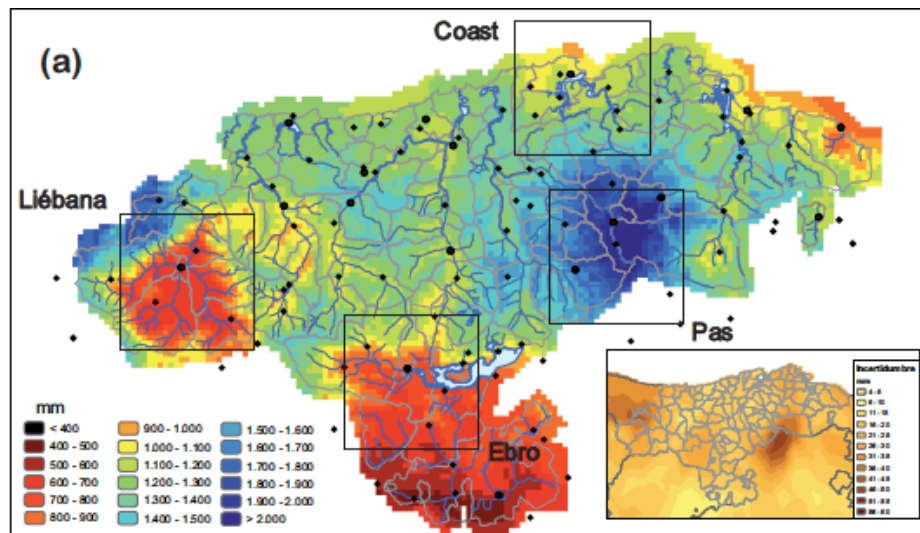 (a)
Coast
Liébana
Pas
Ebro
mm
< 400
400 - 500
500 - 600
600 - 700
700 - 800
800 - 900
900 - 1.000
1.000 - 1.100
1.100 - 1.200
1.200 - 1.300
1.300 - 1.400
1.400 - 1.500
1.500 - 1.600
1.600 - 1.700
1.700 - 1.800
1.800 - 1.900
1.900 - 2.000
> 2.000
Incertidumbre
mm